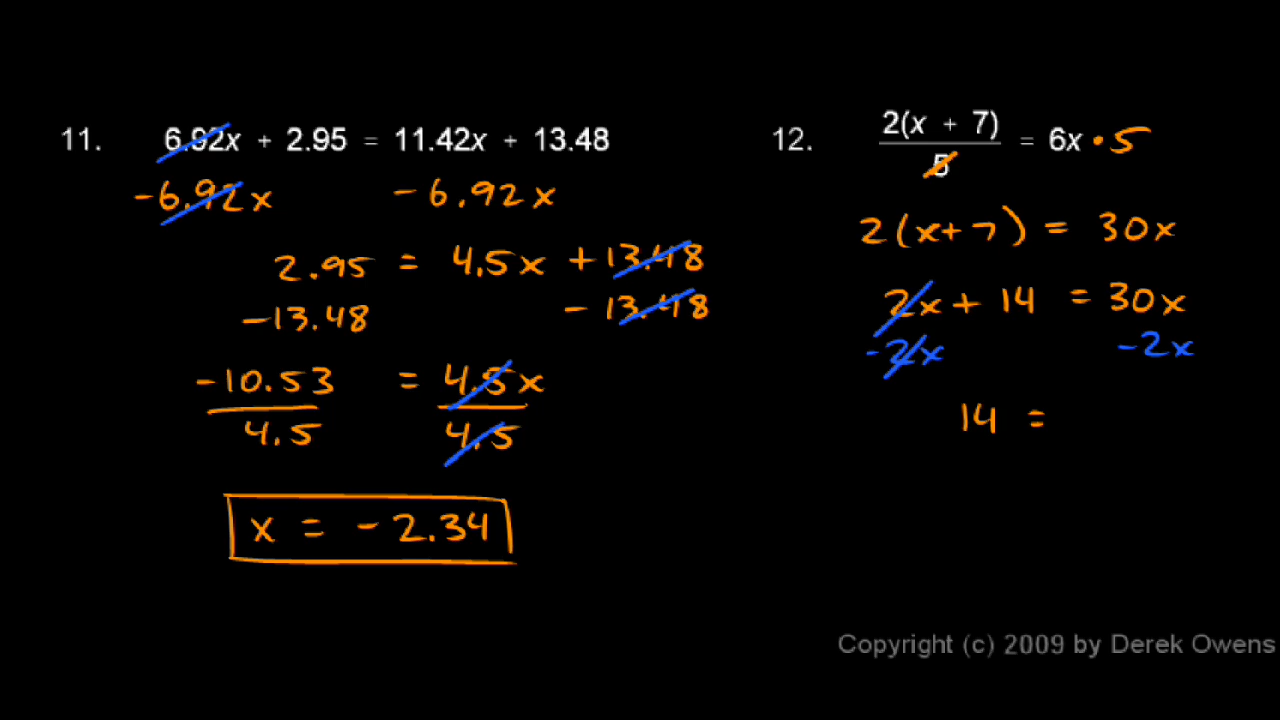 11. 6.92x + 2.95 = 11.42x + 13.48
-6.92x -6.92x
2.95 = 4.5x + 13.48
-13.48 -13.48
-10.53 = 4.5x
4.5 4.5
x = -2.34
12. 2(x + 7)
5 = 6x • 5
2(x+7) = 30x
2x + 14 = 30x
-2x -2x
14 =
Copyright (c) 2009 by Derek Owens